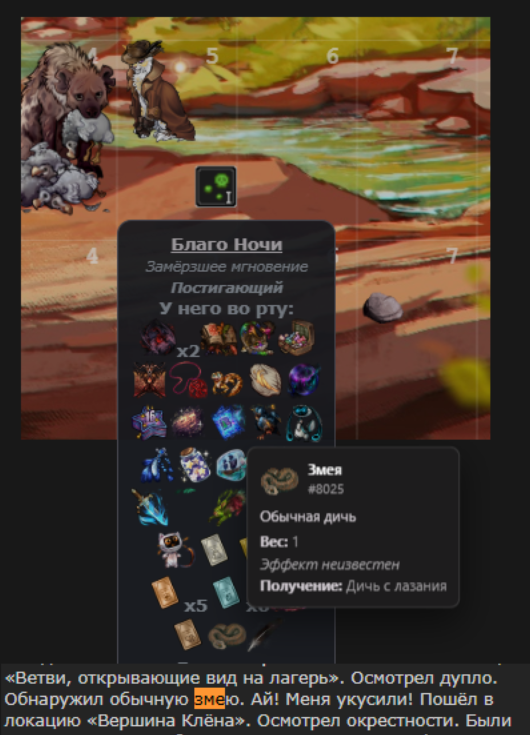 4 5 6 7
I
4 7
Благо Ночи
Замёрзшее мгновение
Постигающий
У него во рту:
x2
Змея
#8025
Обычная дичь
Вес: 1
Эффект неизвестен
Получение: Дичь с лазания
x5
«Ветви, открывающие вид на лагерь». Осмотрел дупло.
Обнаружил обычную змею. Ай! Меня укусили! Пошёл в
локацию «Вершина Клёна». Осмотрел окрестности. Были